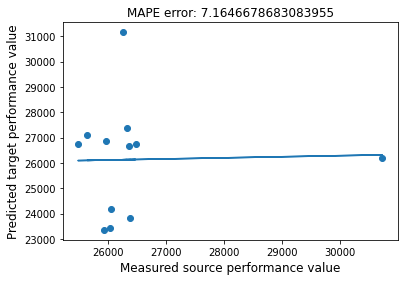 MAPE error: 7.1646678683083955
Predicted target performance value
31000
30000
29000
28000
27000
26000
25000
24000
23000
26000 27000 28000 29000 30000
Measured source performance value